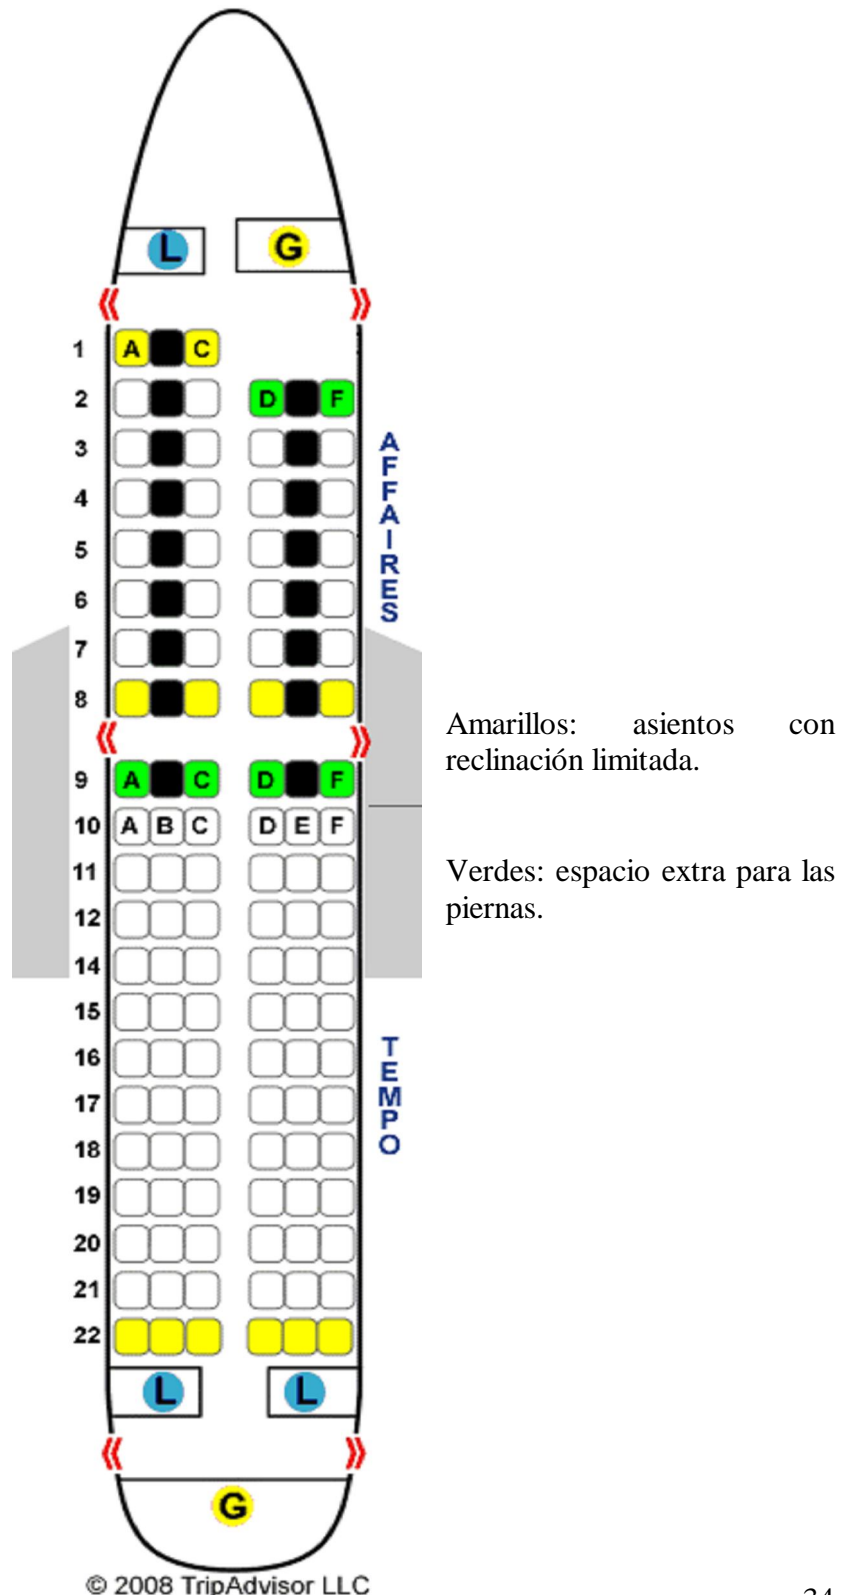 L G
1 A C
2 D F
3
4
5
6
7
8
AFFAIRES
9 A C D F
10 A B C D E F
11
12
14
15
16
17
18
19
20
21
22
TEMPO
L L
G
© 2008 TripAdvisor LLC
Amarillos: asientos con
reclinación limitada.
Verdes: espacio extra para las
piernas.